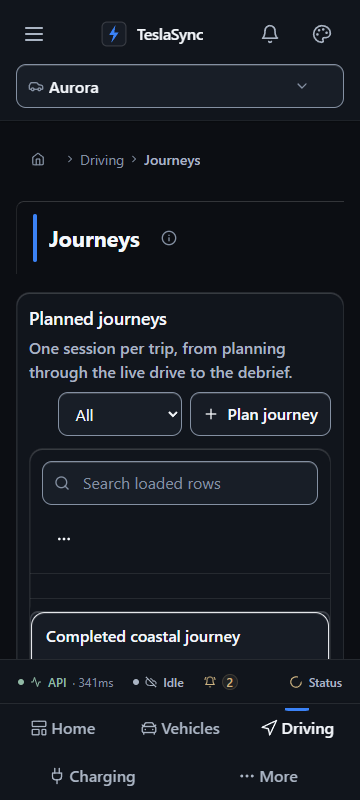 TeslaSync
Aurora
Driving
Journeys
Journeys
Planned journeys
One session per trip, from planning
through the live drive to the debrief.
All
Plan journey
Search loaded rows
...
Completed coastal journey
API · 341ms
Idle
2
Status
Home
Vehicles
Driving
Charging
More